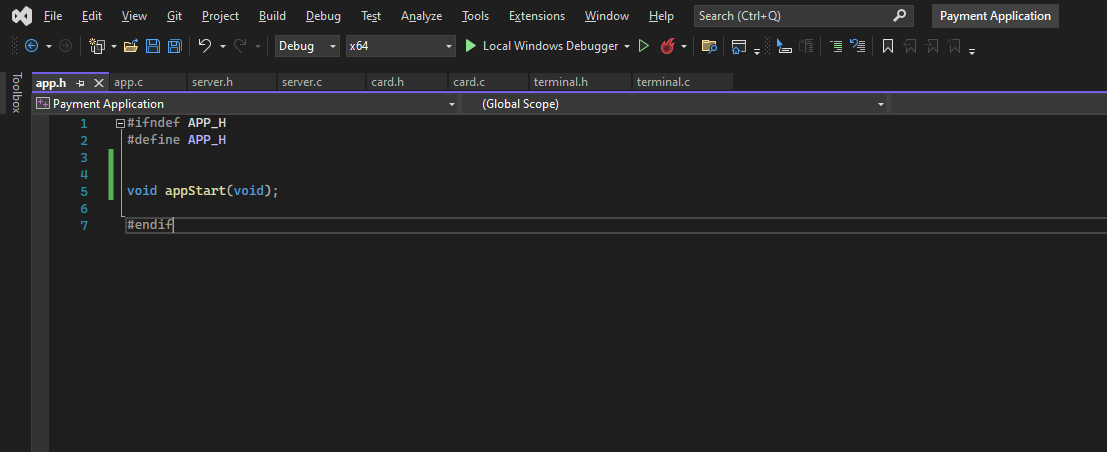 File Edit View Git Project Build Debug Test Analyze Tools Extensions Window Help Search (Ctrl+Q) Payment Application
Debug x64 Local Windows Debugger
Toolbox
app.h app.c server.h server.c card.h card.c terminal.h terminal.c
Payment Application (Global Scope)
1 #ifndef APP_H
2 #define APP_H
3
4
5 void appStart(void);
6
7 #endif